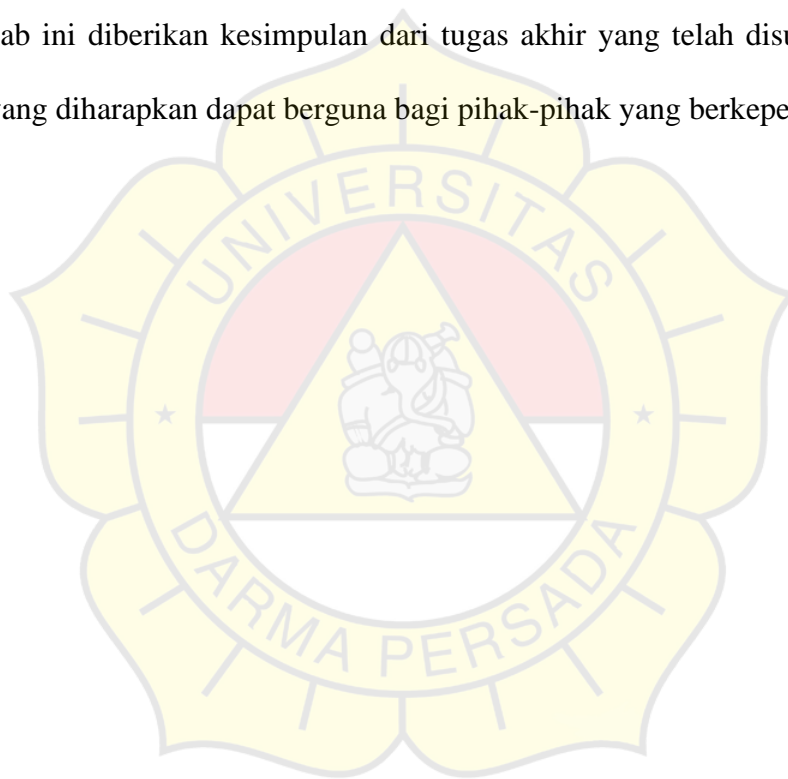 ab ini diberikan kesimpulan dari tugas akhir yang telah disu
yang diharapkan dapat berguna bagi pihak-pihak yang berkepe
UNIVERSITAS
DARMA PERSADA